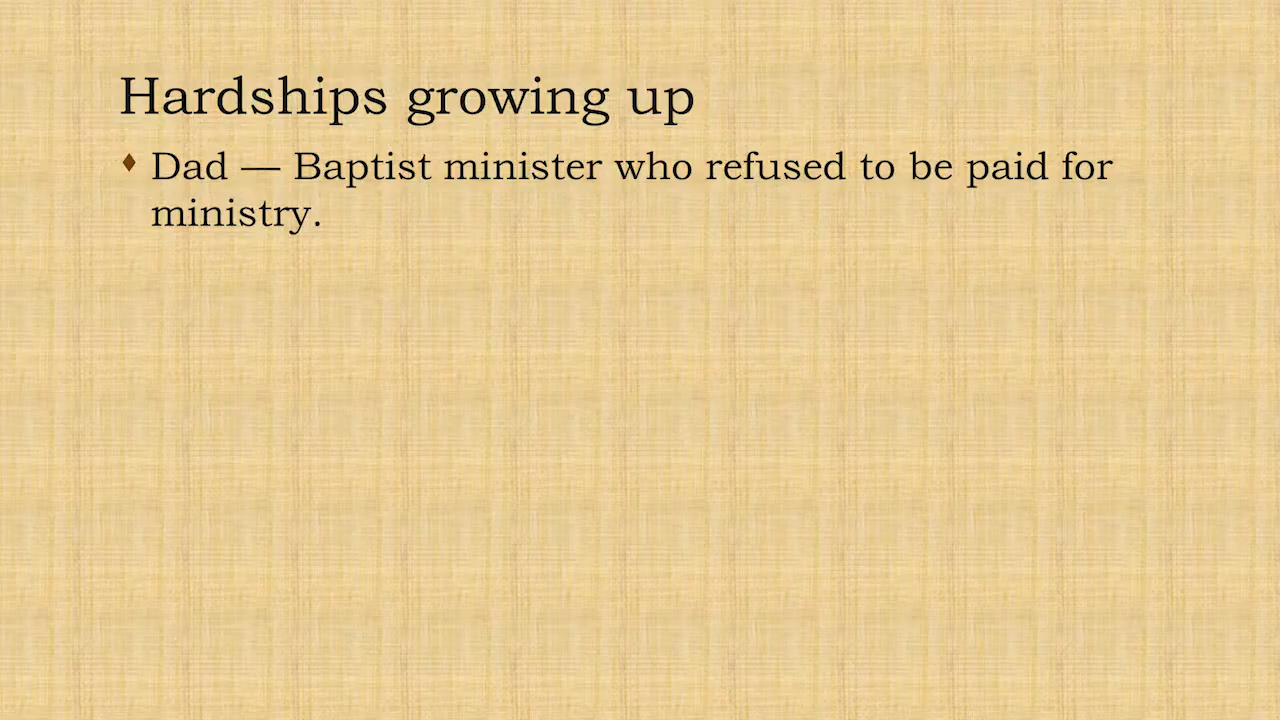 Hardships growing up
♦ Dad — Baptist minister who refused to be paid for
ministry.